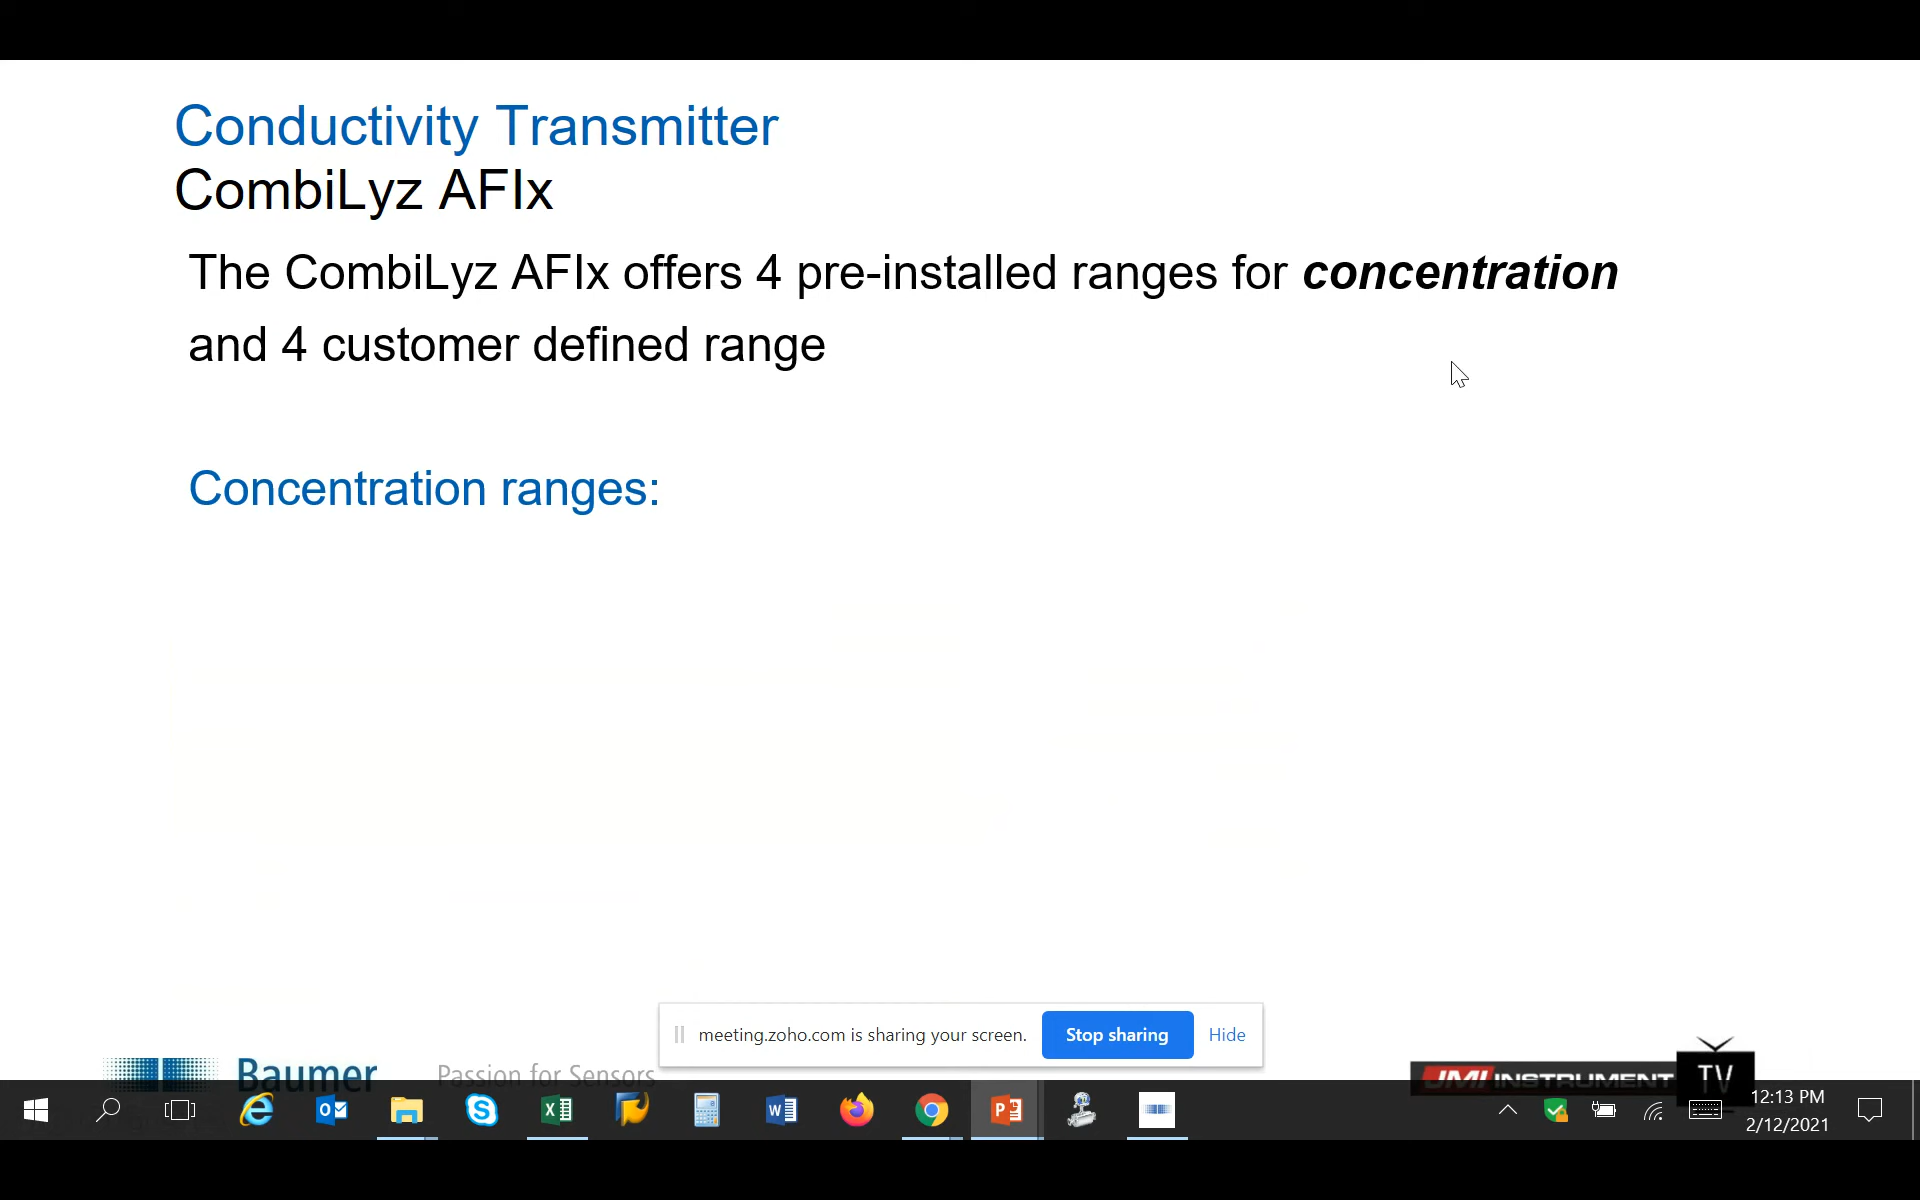 Conductivity Transmitter
CombiLyz AFIx
The CombiLyz AFIx offers 4 pre-installed ranges for concentration
and 4 customer defined range
Concentration ranges:
meeting.zoho.com is sharing your screen. Stop sharing Hide
Baumer Passion for Sensors
JMI INSTRUMENT TV
12:13 PM
2/12/2021